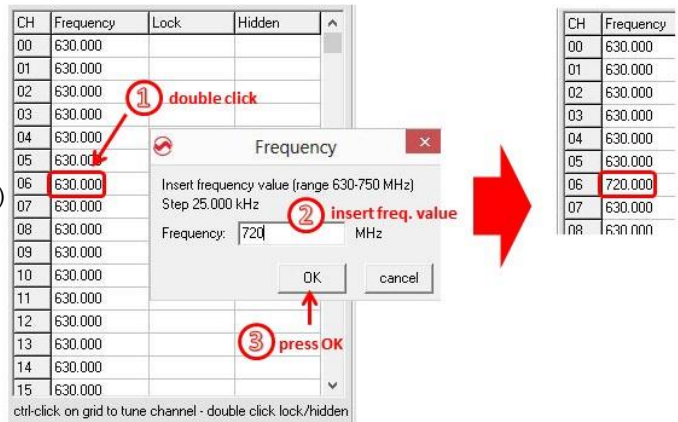 CH Frequency Lock Hidden
00 630.000
01 630.000
02 630.000
03 630.000
04 630.000
05 630.000
06 630.000
07 630.000
08 630.000
09 630.000
10 630.000
11 630.000
12 630.000
13 630.000
14 630.000
15 630.000
ctrl-click on grid to tune channel - double click lock/hidden
1 double click
Frequency
Insert frequency value (range 630-750 MHz)
Step 25.000 kHz
2 insert freq. value
Frequency: 720 MHz
OK cancel
3 press OK
CH Frequency
00 630.000
01 630.000
02 630.000
03 630.000
04 630.000
05 630.000
06 720.000
07 630.000
08 630.000
)